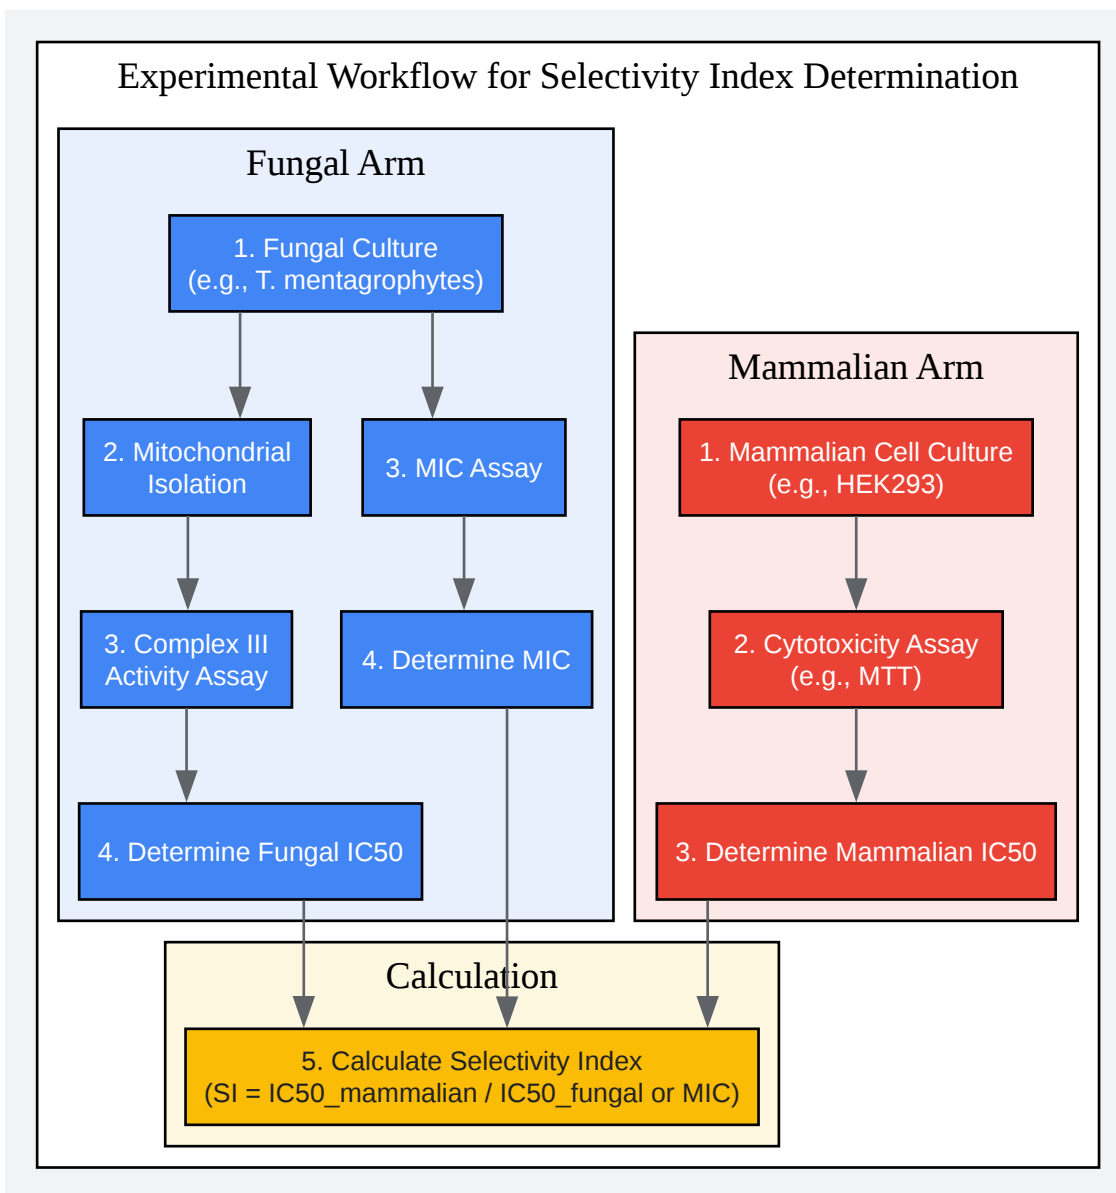 Experimental Workflow for Selectivity Index Determination
Fungal Arm
1. Fungal Culture
(e.g., T. mentagrophytes)
2. Mitochondrial
Isolation
3. MIC Assay
3. Complex III
Activity Assay
4. Determine MIC
4. Determine Fungal IC50
Mammalian Arm
1. Mammalian Cell Culture
(e.g., HEK293)
2. Cytotoxicity Assay
(e.g., MTT)
3. Determine Mammalian IC50
Calculation
5. Calculate Selectivity Index
(SI = IC50_mammalian / IC50_fungal or MIC)